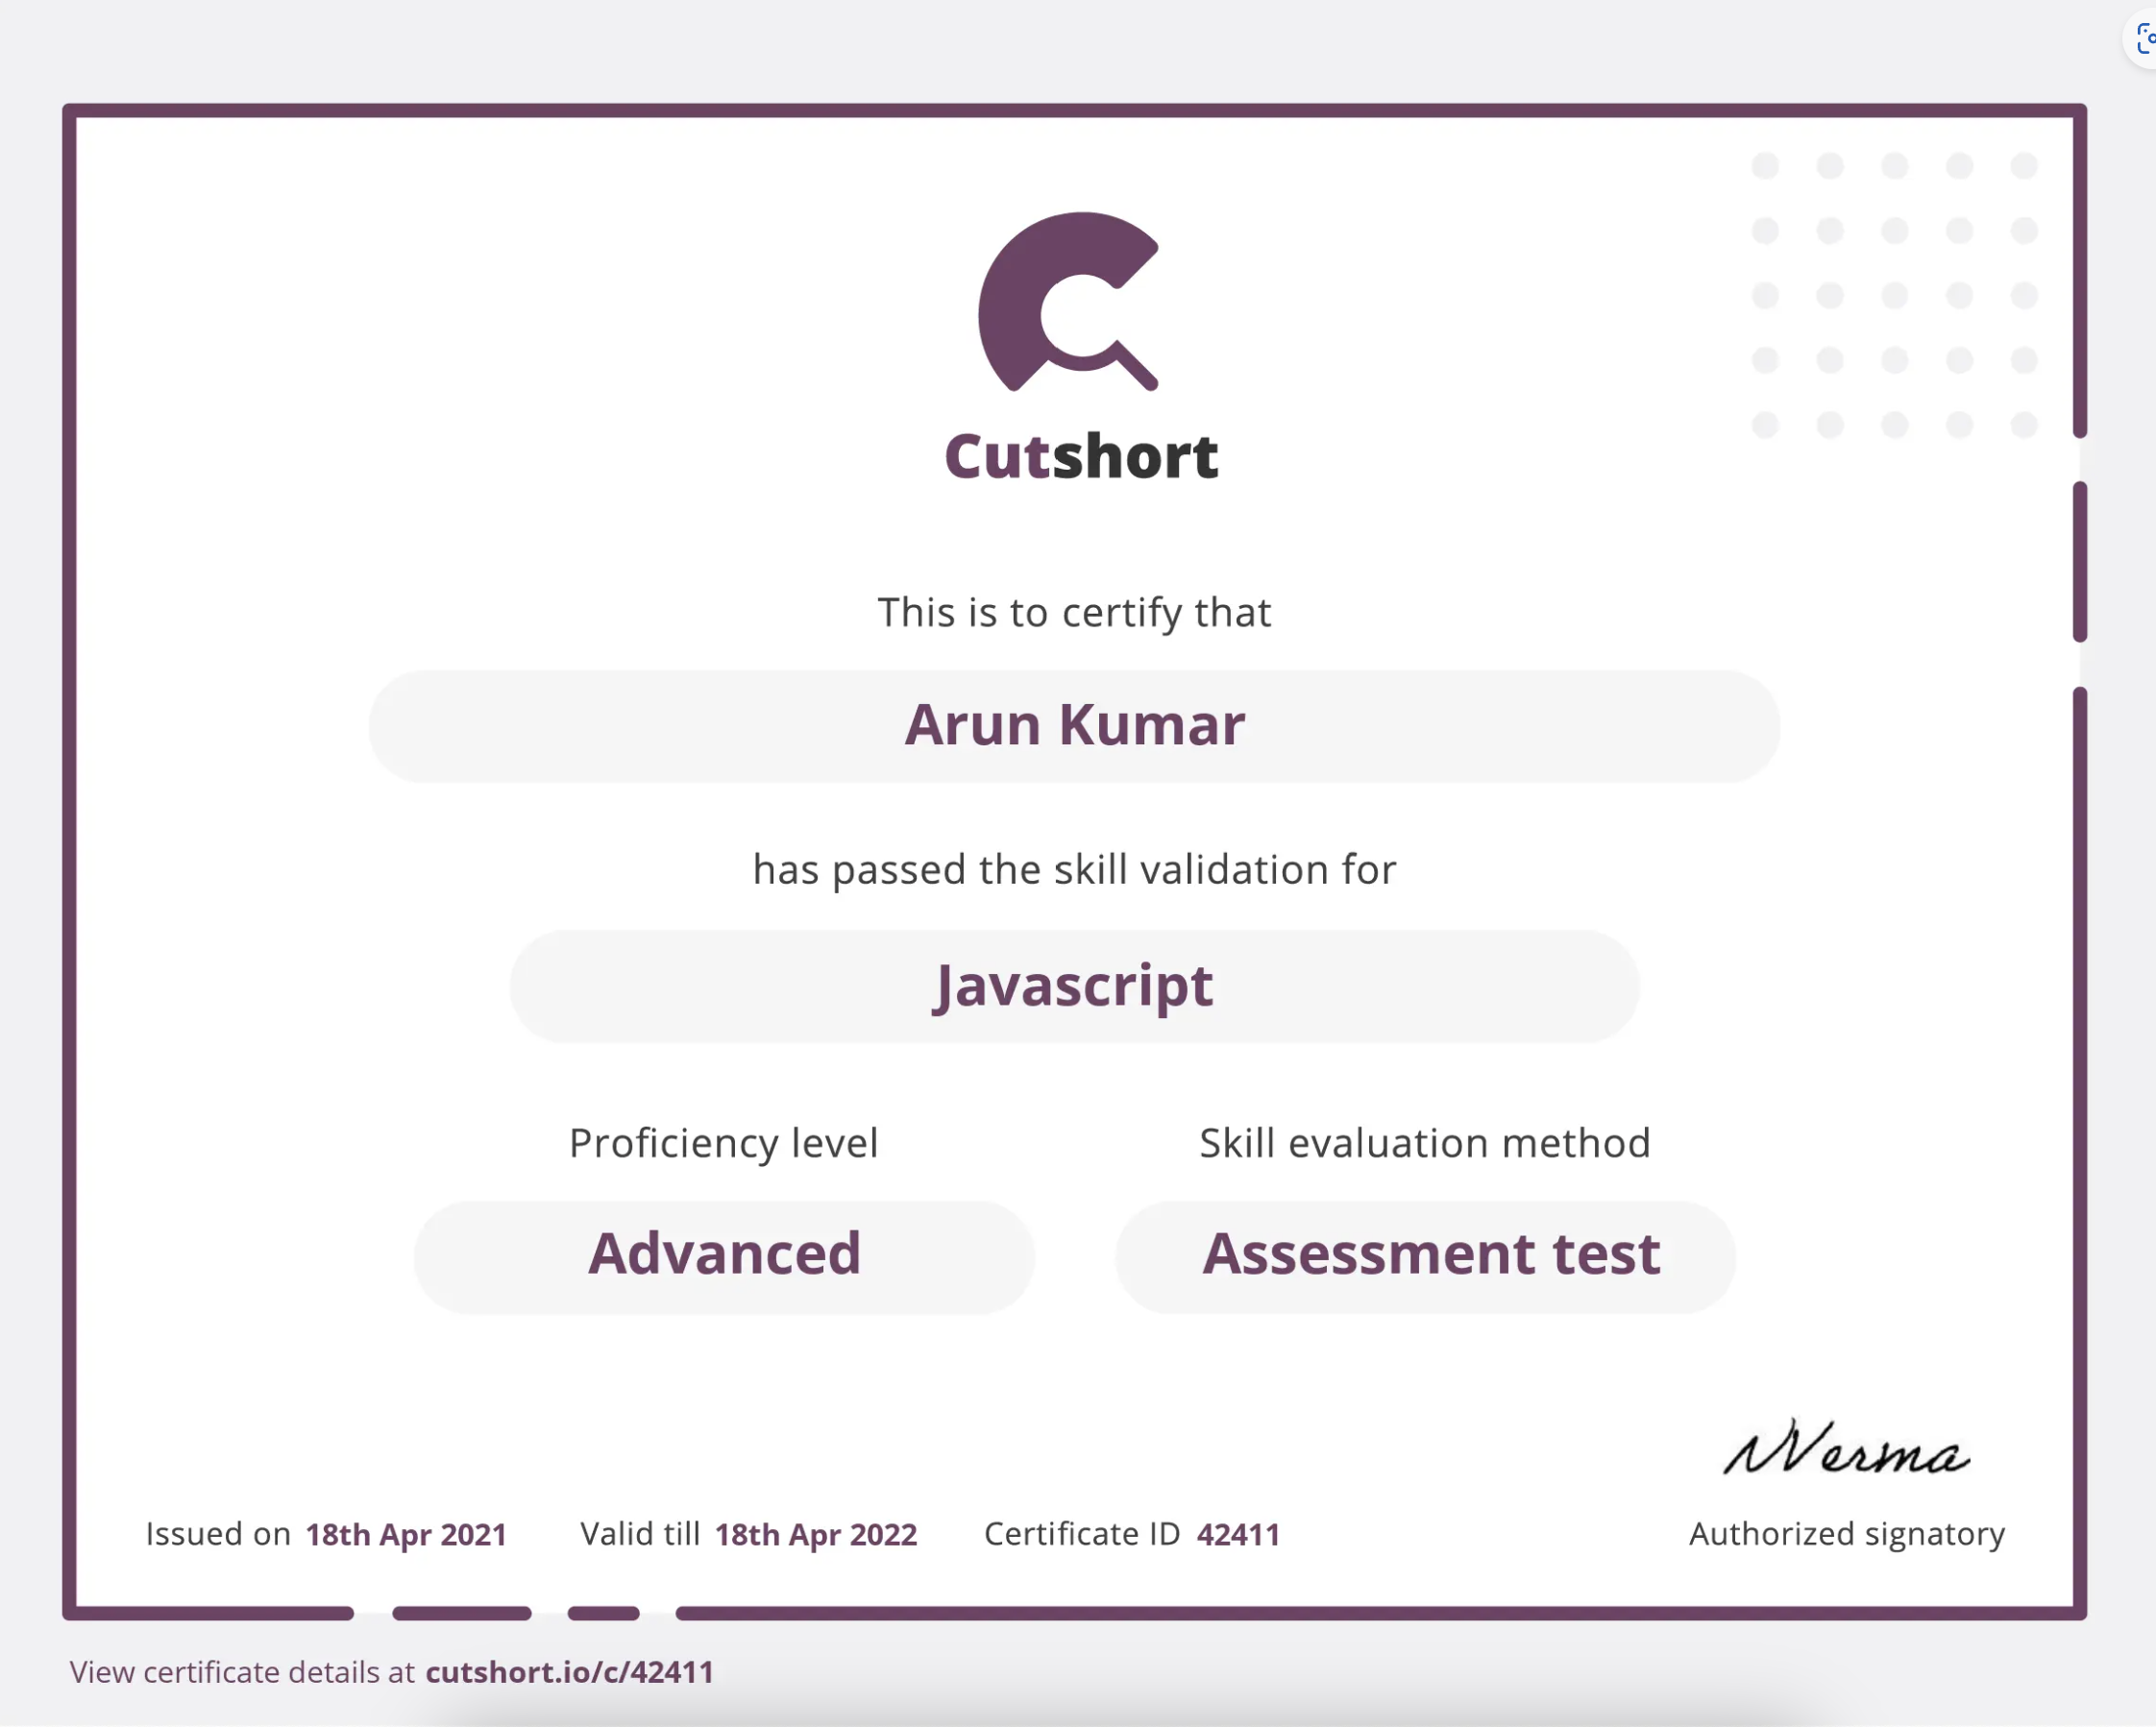 Cutshort
This is to certify that
Arun Kumar
has passed the skill validation for
Javascript
Proficiency level
Skill evaluation method
Advanced
Assessment test
Verma
Issued on 18th Apr 2021
Valid till 18th Apr 2022
Certificate ID 42411
Authorized signatory
View certificate details at cutshort.io/c/42411